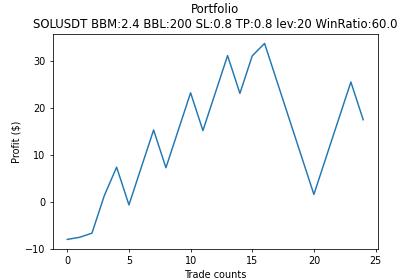 Portfolio
SOLUSDT BBM:2.4 BBL:200 SL:0.8 TP:0.8 lev:20 WinRatio:60.0
Profit ($)
30
20
10
0
−10
0 5 10 15 20 25
Trade counts